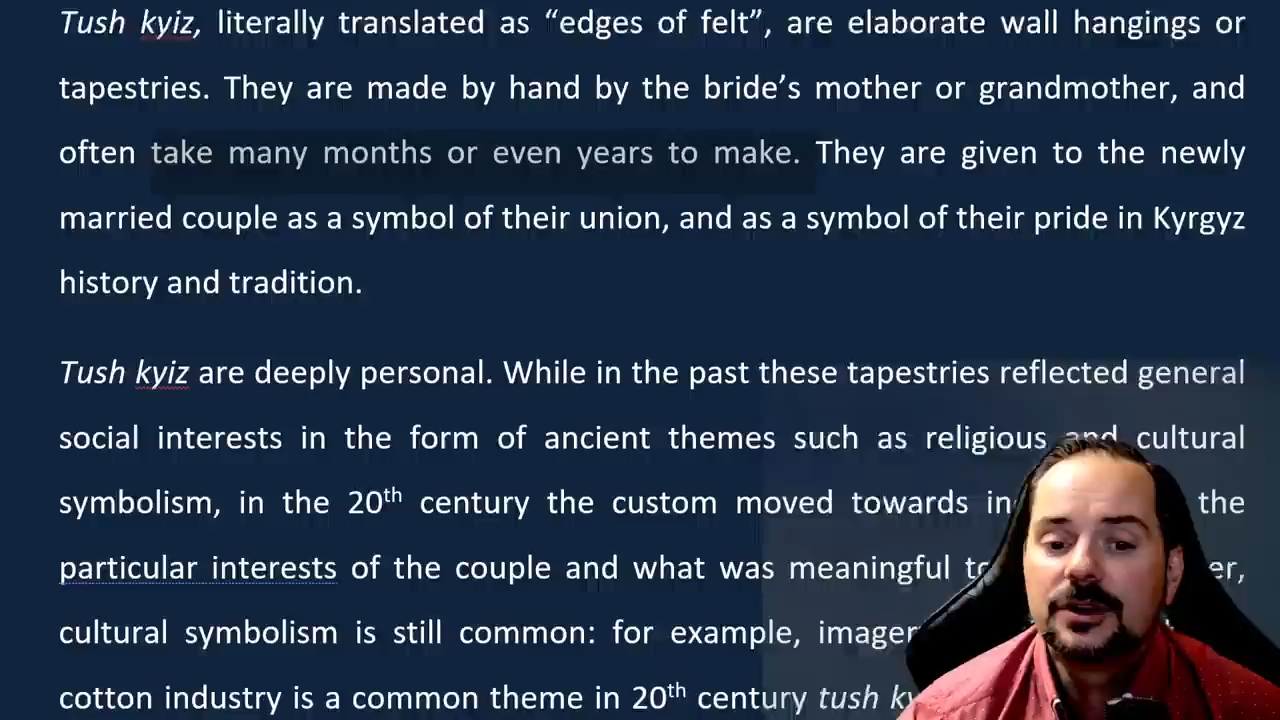 Tush kyiz, literally translated as “edges of felt”, are elaborate wall hangings or
tapestries. They are made by hand by the bride’s mother or grandmother, and
often take many months or even years to make. They are given to the newly
married couple as a symbol of their union, and as a symbol of their pride in Kyrgyz
history and tradition.
Tush kyiz are deeply personal. While in the past these tapestries reflected general
social interests in the form of ancient themes such as religious and cultural
symbolism, in the 20th century the custom moved towards the
particular interests of the couple and what was meaningful
cultural symbolism is still common: for example,
cotton industry is a common theme in 20th century tush